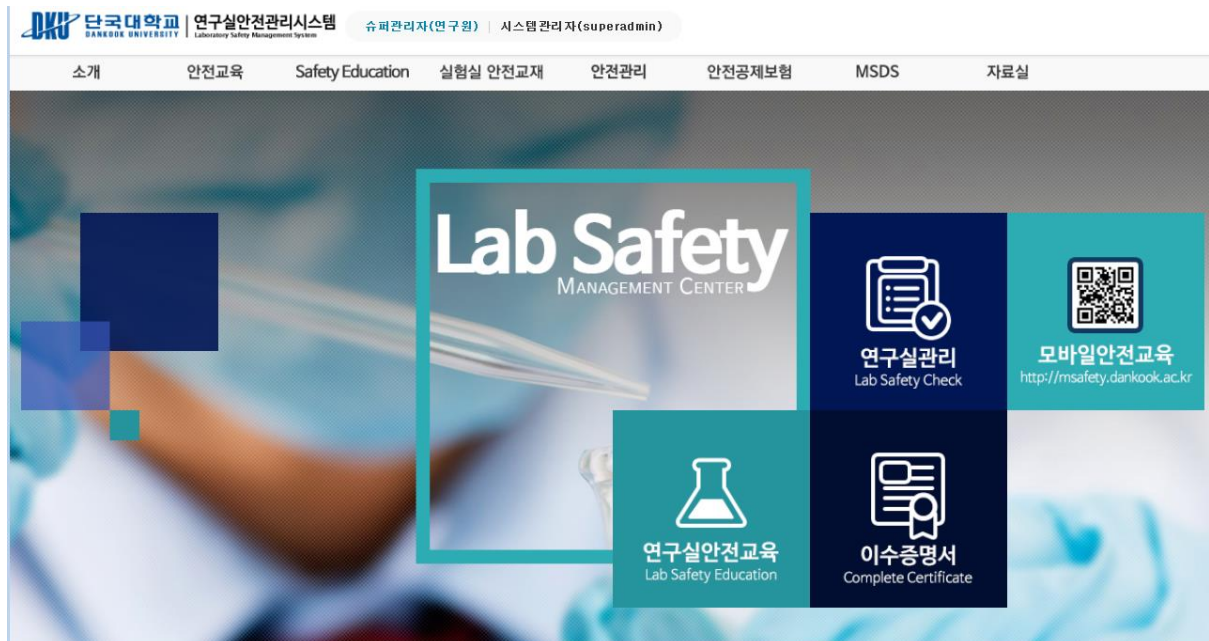 DKU 단국대학교 연구실안전관리시스템 슈퍼관리자(연구원) 시스템관리자(superadmin)
DANKOOK UNIVERSITY Laboratory Safety Management System
소개 안전교육 Safety Education 실험실 안전교재 안전관리 안전공제보험 MSDS 자료실
Lab Safety
MANAGEMENT CENTER
연구실관리
Lab Safety Check
모바일안전교육
http://msafety.dankook.ac.kr
연구실안전교육
Lab Safety Education
이수증명서
Complete Certificate